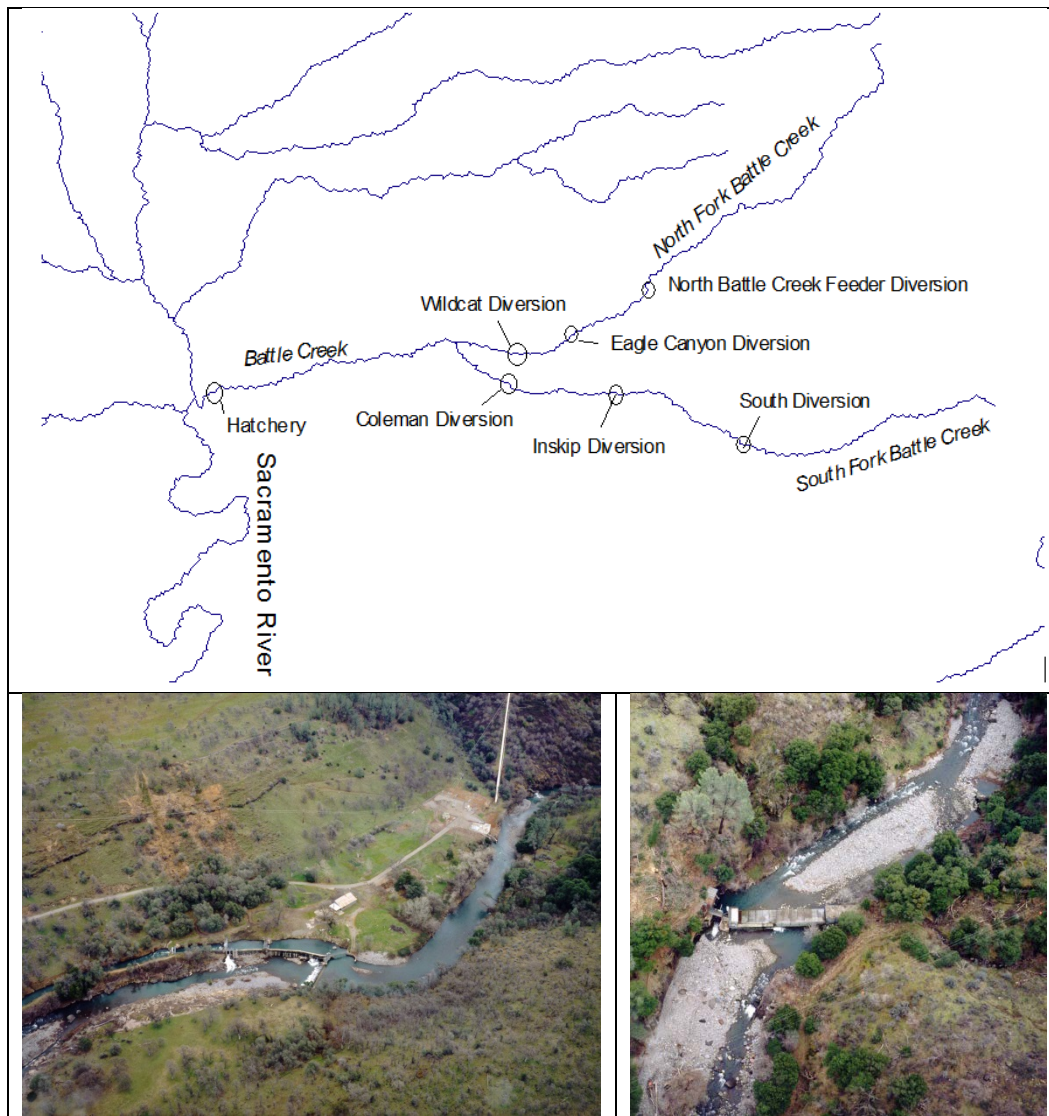 North Fork Battle Creek
North Battle Creek Feeder Diversion
Wildcat Diversion
Eagle Canyon Diversion
Battle Creek
Hatchery
Coleman Diversion
Inskip Diversion
South Diversion
South Fork Battle Creek
Sacramento River